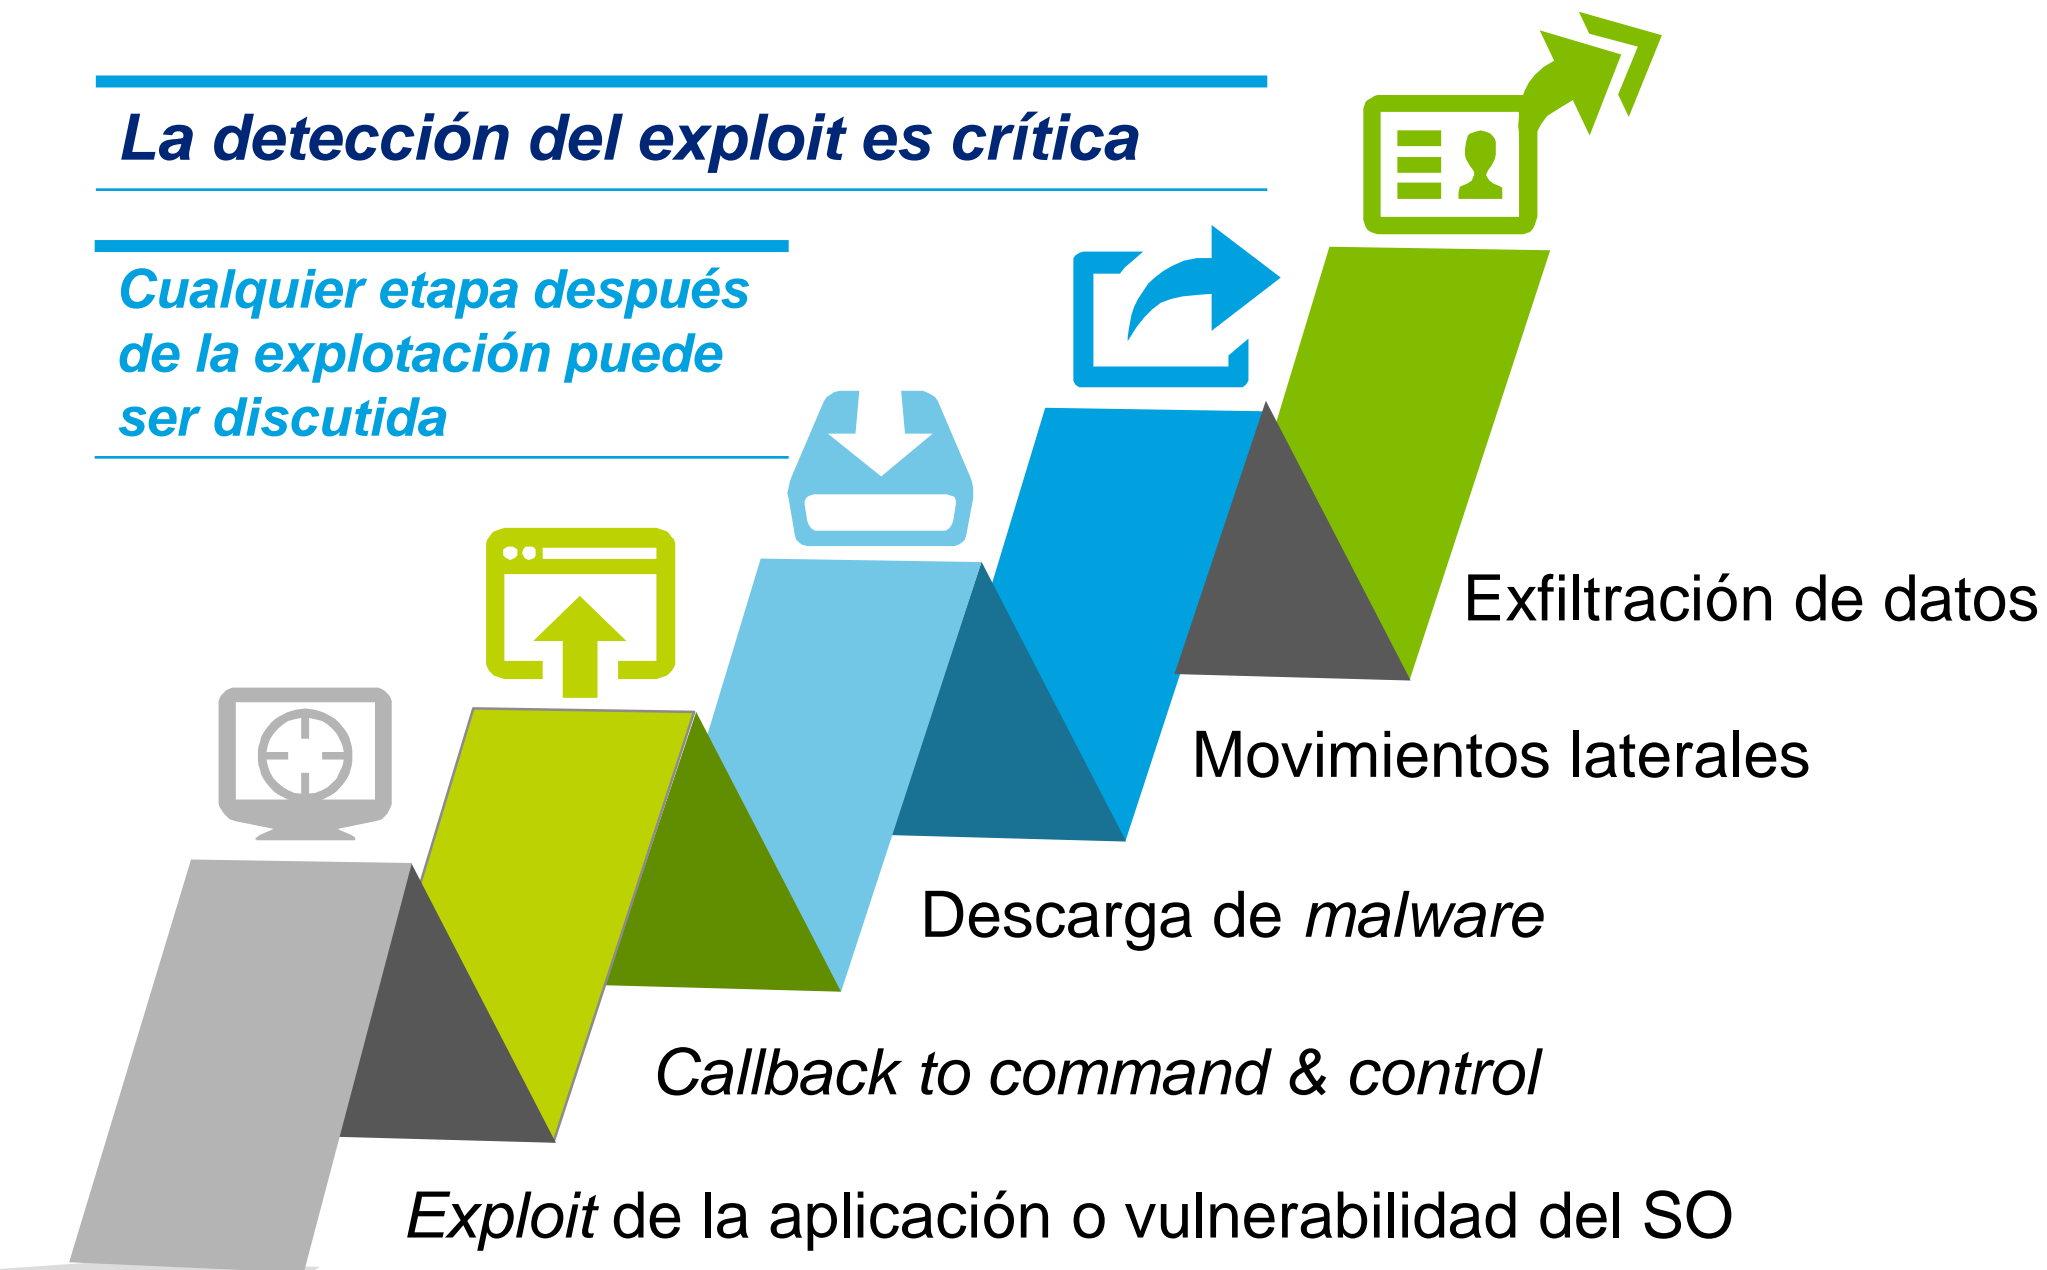 La detección del exploit es crítica
Cualquier etapa después
de la explotación puede
ser discutida
Exfiltración de datos
Movimientos laterales
Descarga de malware
Callback to command & control
Exploit de la aplicación o vulnerabilidad del SO